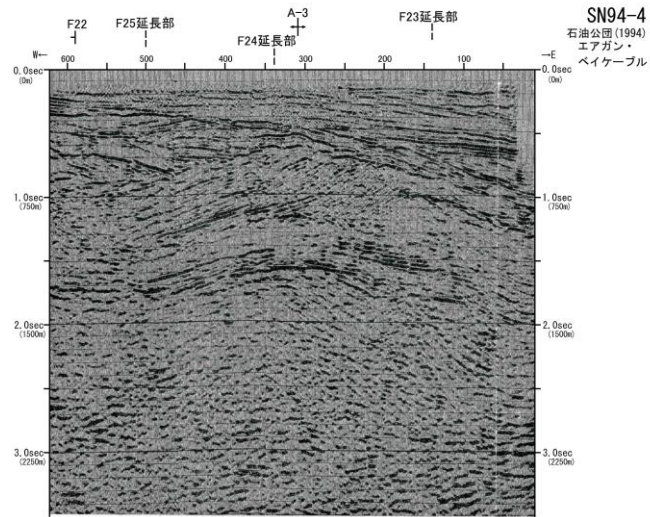 SN94-4
石油公団(1994)
エアガン・
ベイケーブル
F22
F25延長部
F24延長部
A-3
F23延長部
W←
→E
600
500
400
300
200
100
0.0sec
(0m)
0.0sec
(0m)
1.0sec
(750m)
1.0sec
(750m)
2.0sec
(1500m)
2.0sec
(1500m)
3.0sec
(2250m)
3.0sec
(2250m)